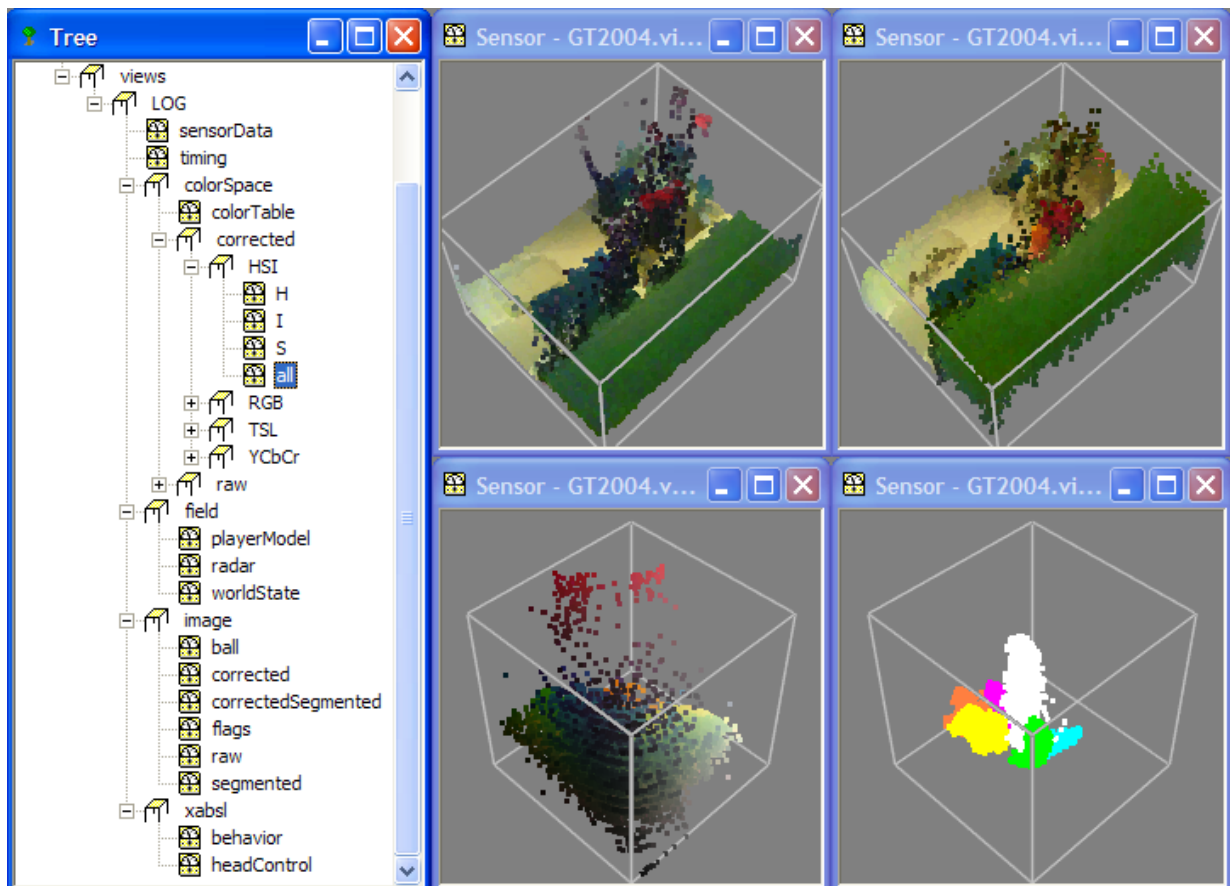 Tree
views
LOG
sensorData
timing
colorSpace
colorTable
corrected
HSI
H
I
S
all
RGB
TSL
YCbCr
raw
field
playerModel
radar
worldState
image
ball
corrected
correctedSegmented
flags
raw
segmented
xabsl
behavior
headControl
Sensor - GT2004.vi...
Sensor - GT2004.vi...
Sensor - GT2004.v...
Sensor - GT2004.vi...